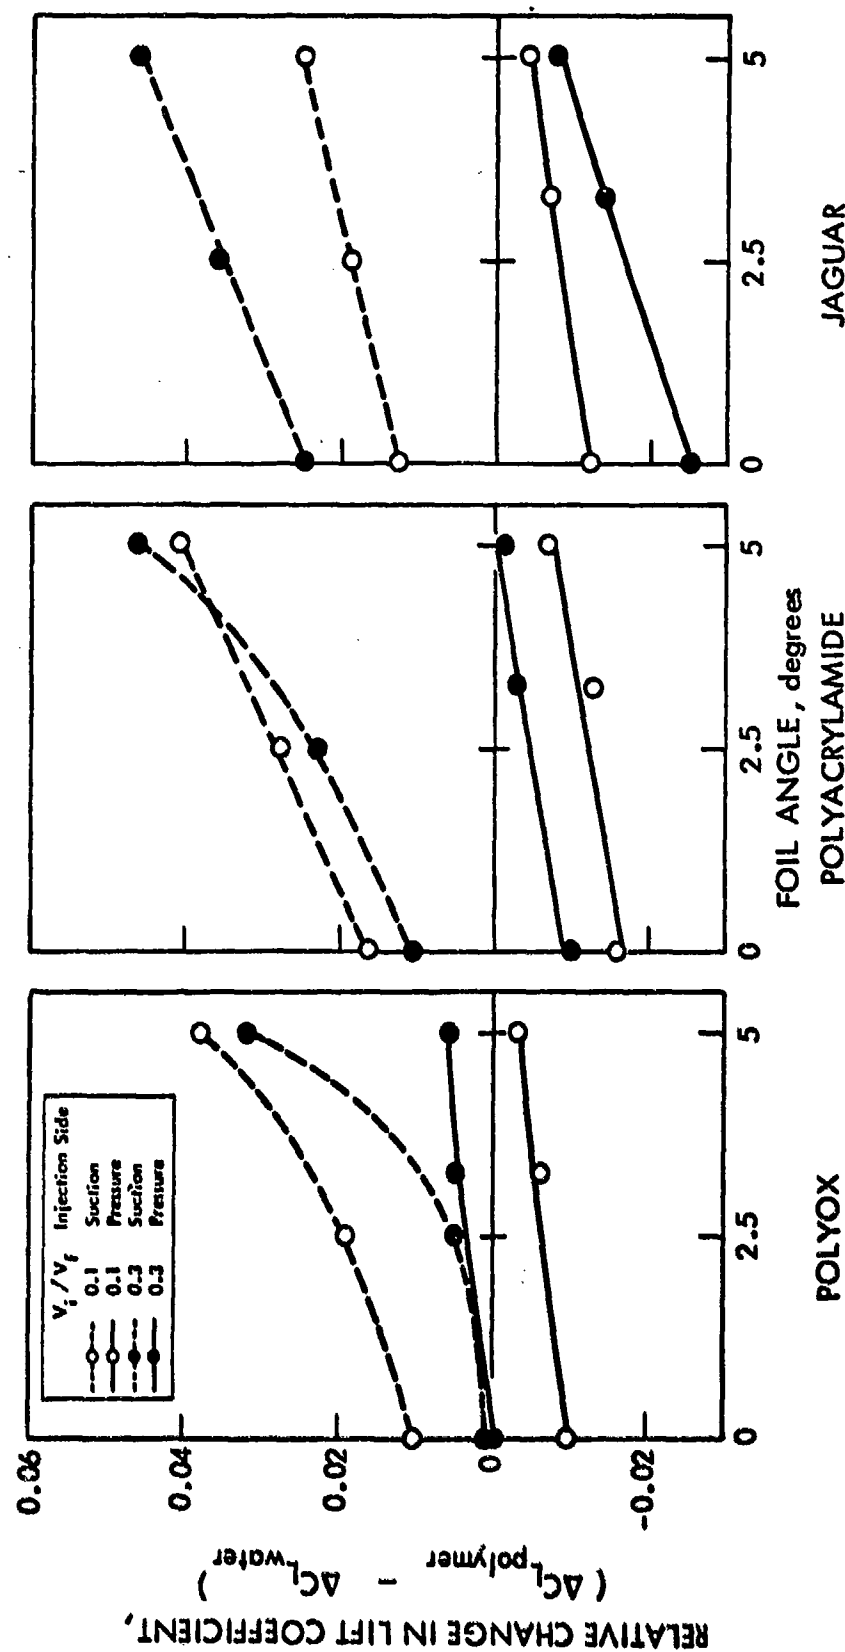 RELATIVE CHANGE IN LIFT COEFFICIENT,
( ΔC_L polymer - ΔC_L water )
0.06
0.04
0.02
0
-0.02
V_i / V_f Injection Side
0.1 Suction
0.1 Pressure
0.3 Suction
0.3 Pressure
0 2.5 5
0 2.5 5
0 2.5 5
FOIL ANGLE, degrees
POLYOX
POLYACRYLAMIDE
JAGUAR